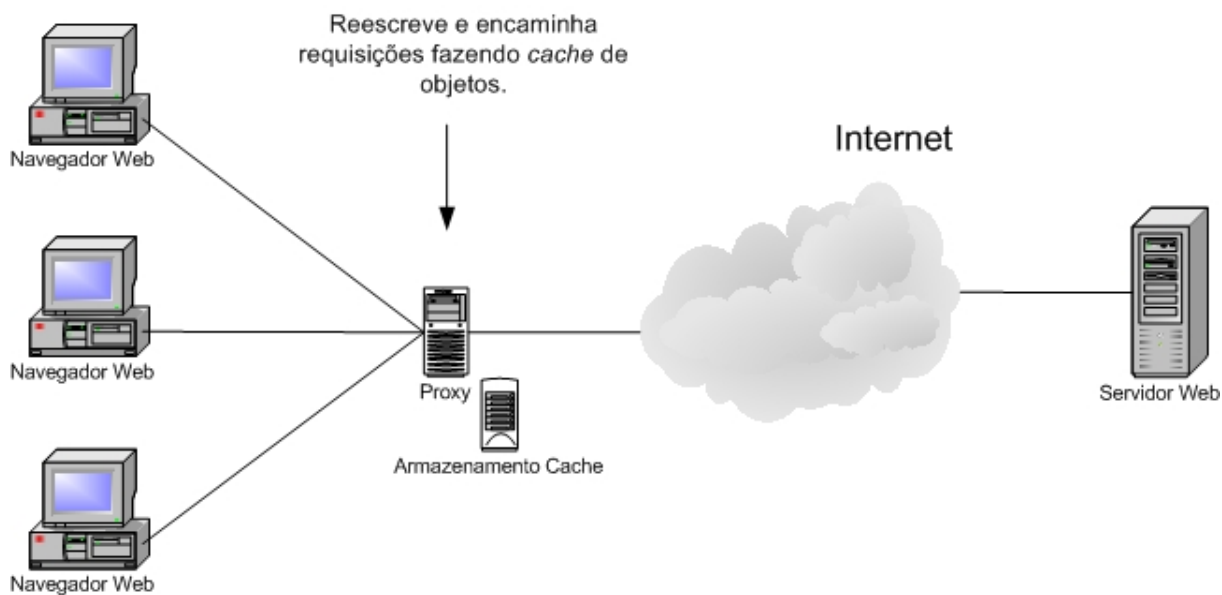 Reescreve e encaminha
requisições fazendo cache de
objetos.
Internet
Navegador Web
Navegador Web
Proxy
Servidor Web
Armazenamento Cache
Navegador Web